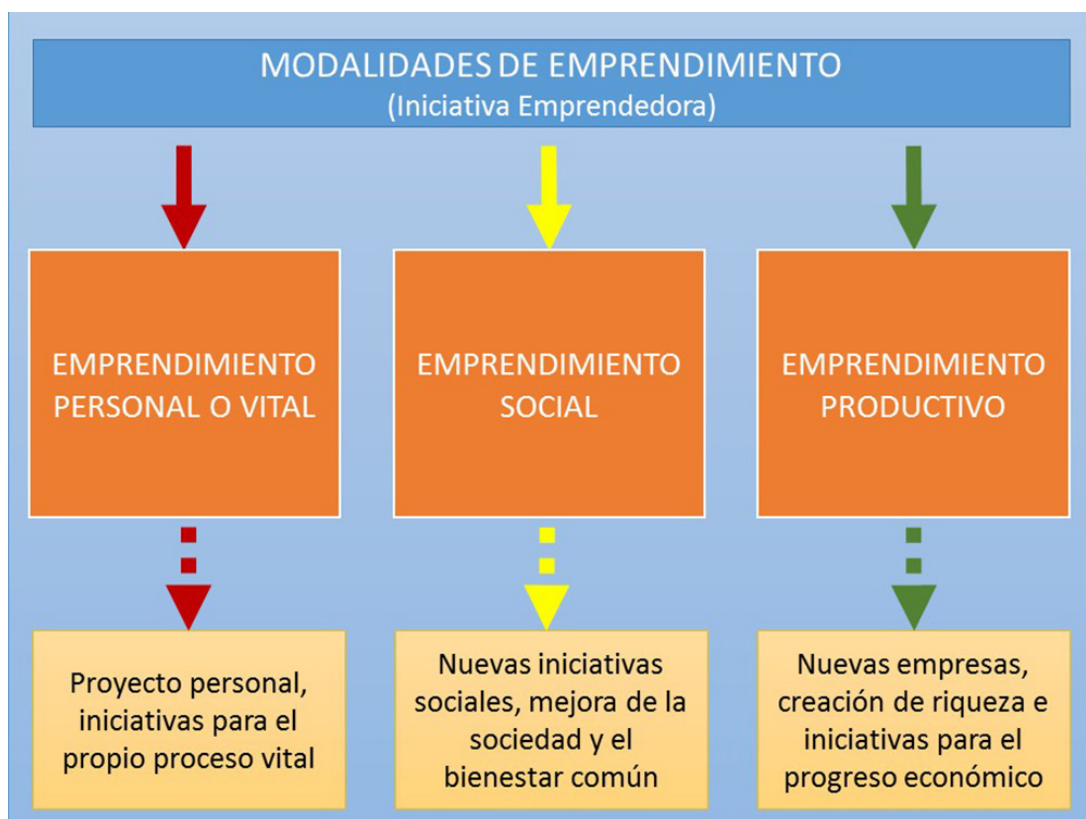 MODALIDADES DE EMPRENDIMIENTO
(Iniciativa Emprendedora)
EMPRENDIMIENTO
PERSONAL O VITAL
EMPRENDIMIENTO
SOCIAL
EMPRENDIMIENTO
PRODUCTIVO
Proyecto personal,
iniciativas para el
propio proceso vital
Nuevas iniciativas
sociales, mejora de la
sociedad y el
bienestar común
Nuevas empresas,
creación de riqueza e
iniciativas para el
progreso económico